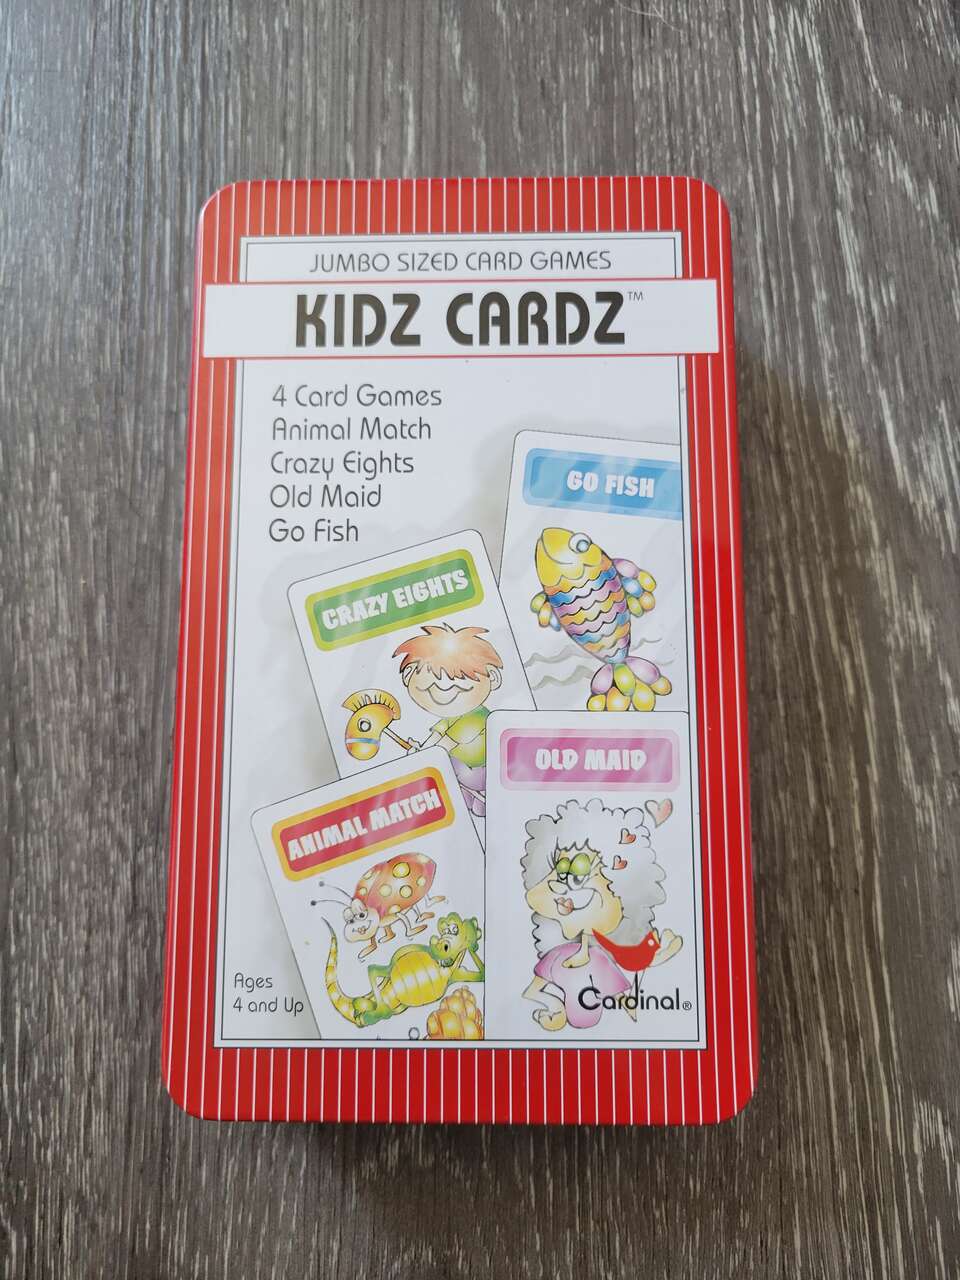 JUMBO SIZED CARD GAMES
KIDZ CARDZ™
4 Card Games
Animal Match
Crazy Eights
Old Maid
Go Fish
GO FISH
CRAZY EIGHTS
OLD MAID
ANIMAL MATCH
Ages
4 and Up
Cardinal®